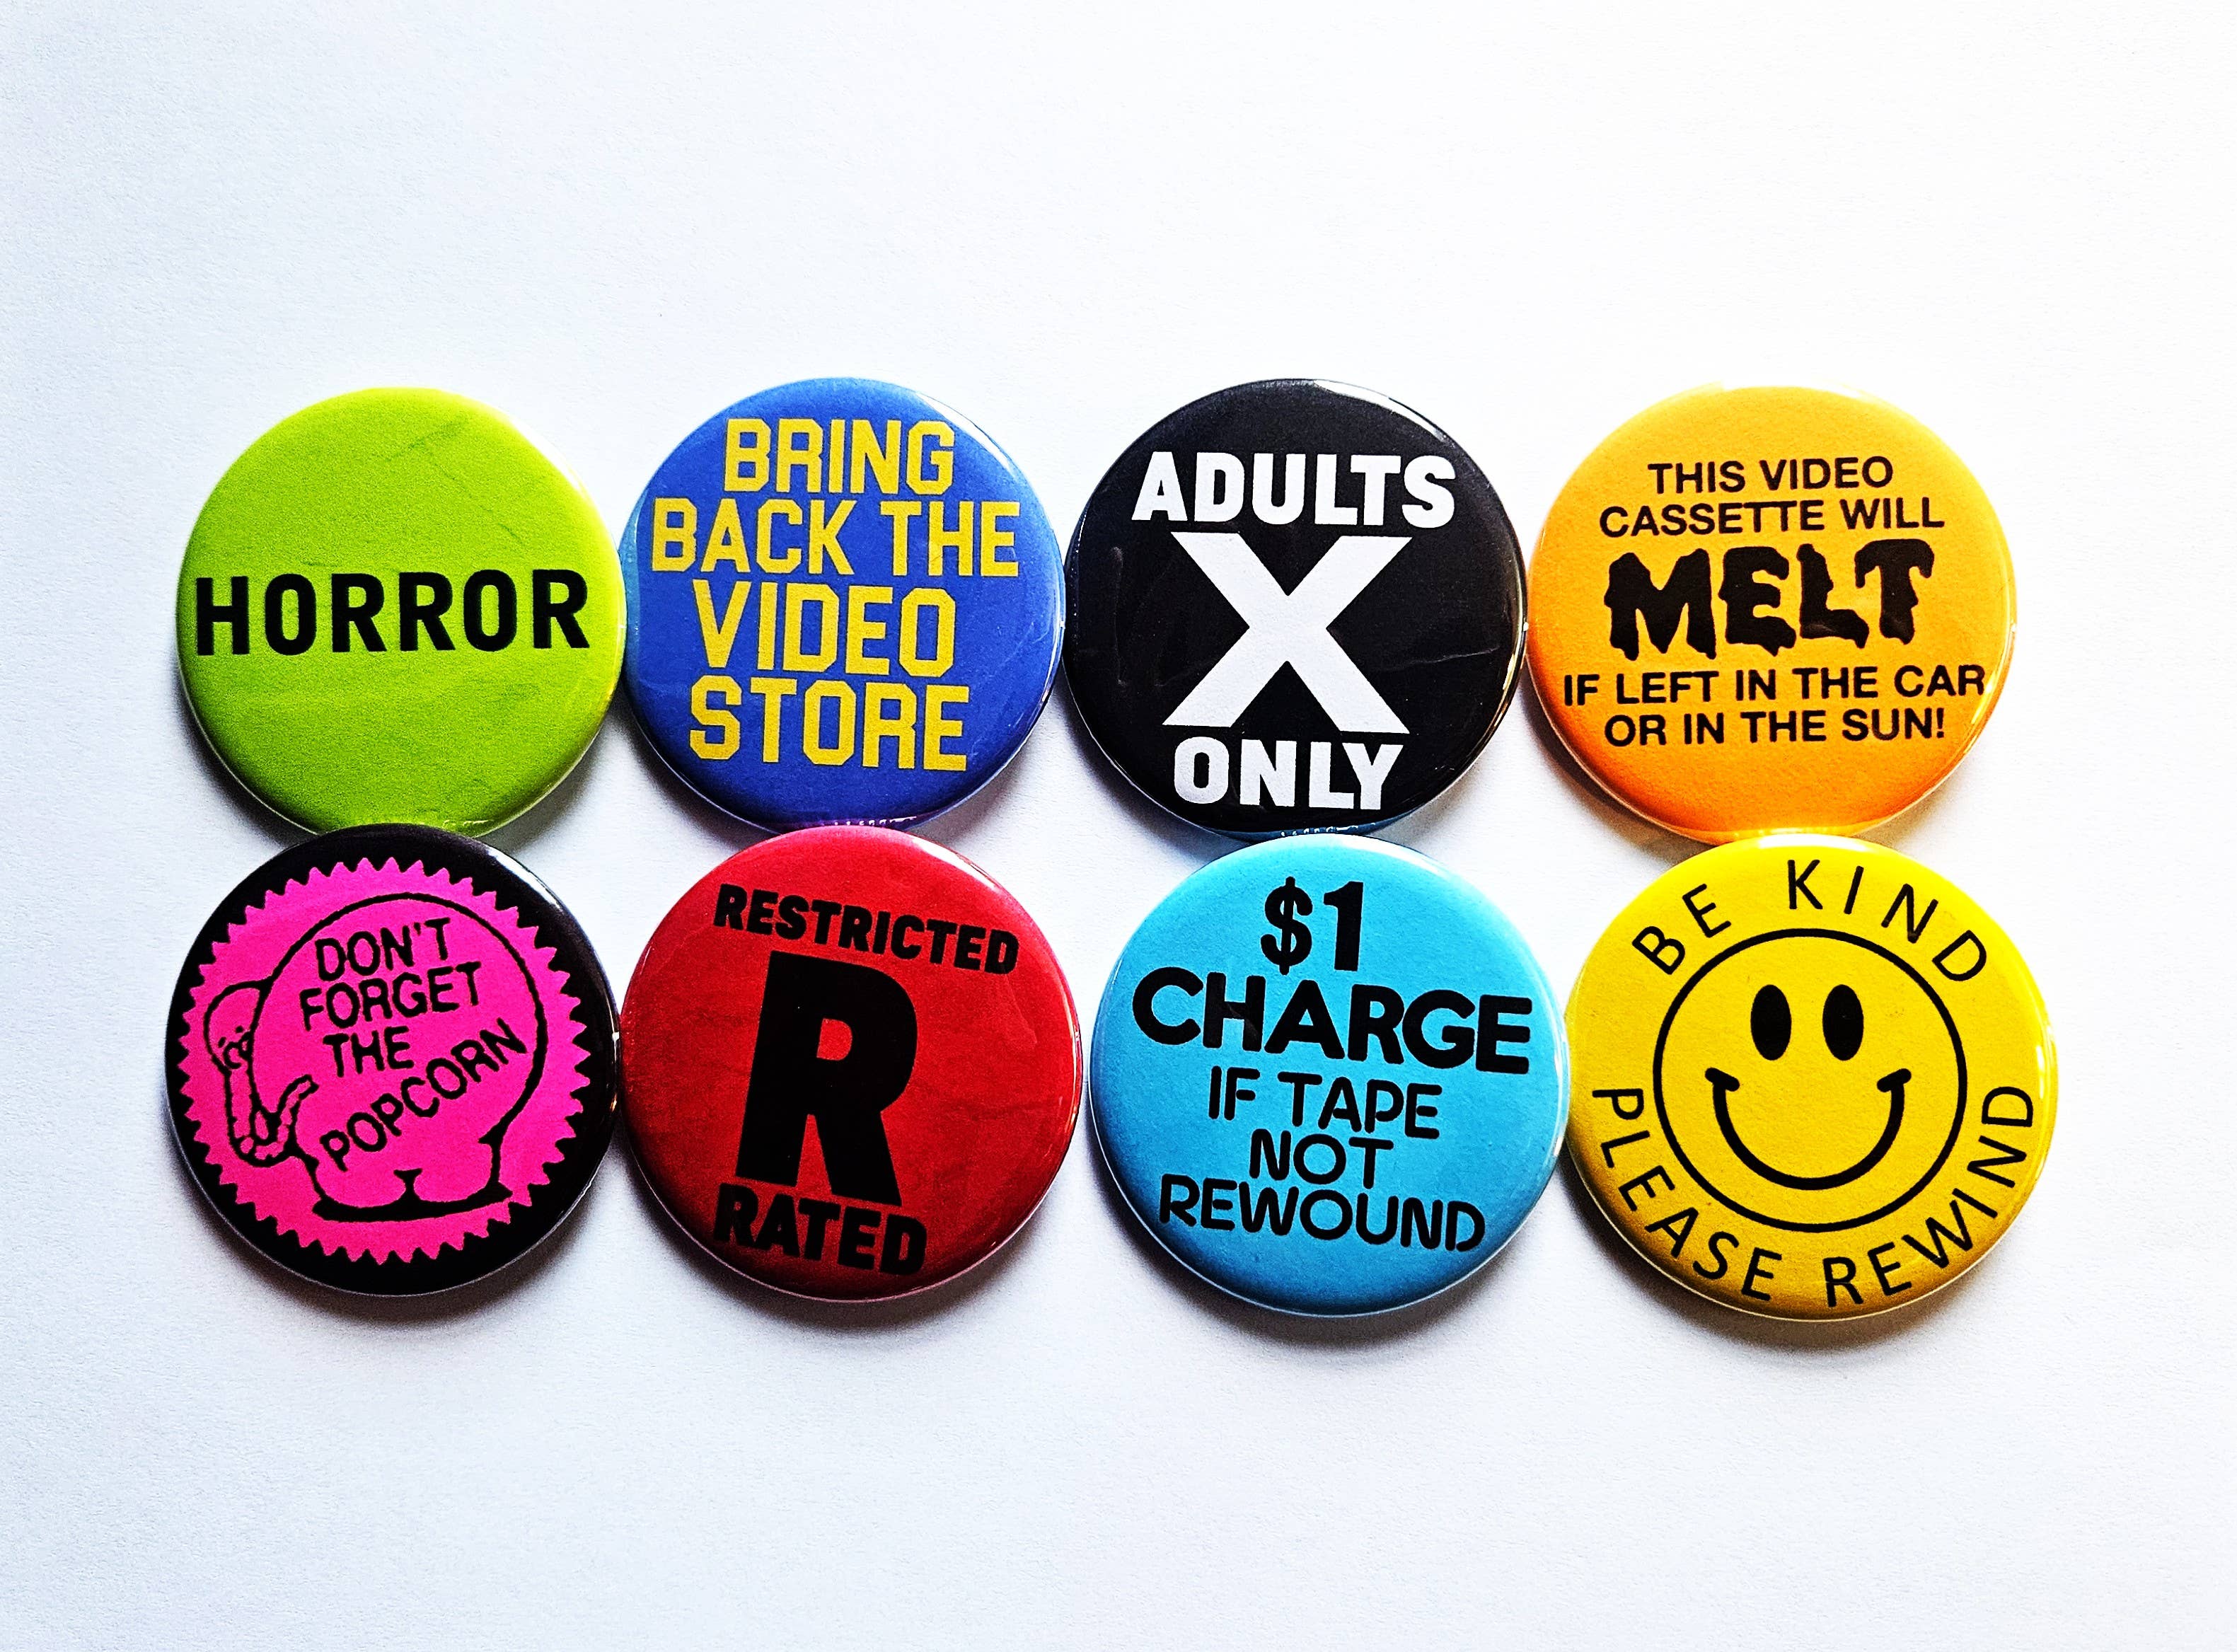 HORROR
BRING
BACK THE
VIDEO
STORE
ADULTS
X
ONLY
THIS VIDEO
CASSETTE WILL
MELT
IF LEFT IN THE CAR
OR IN THE SUN!
DON'T
FORGET
THE
POPCORN
RESTRICTED
R
RATED
$1
CHARGE
IF TAPE
NOT
REWOUND
BE KIND
PLEASE REWIND